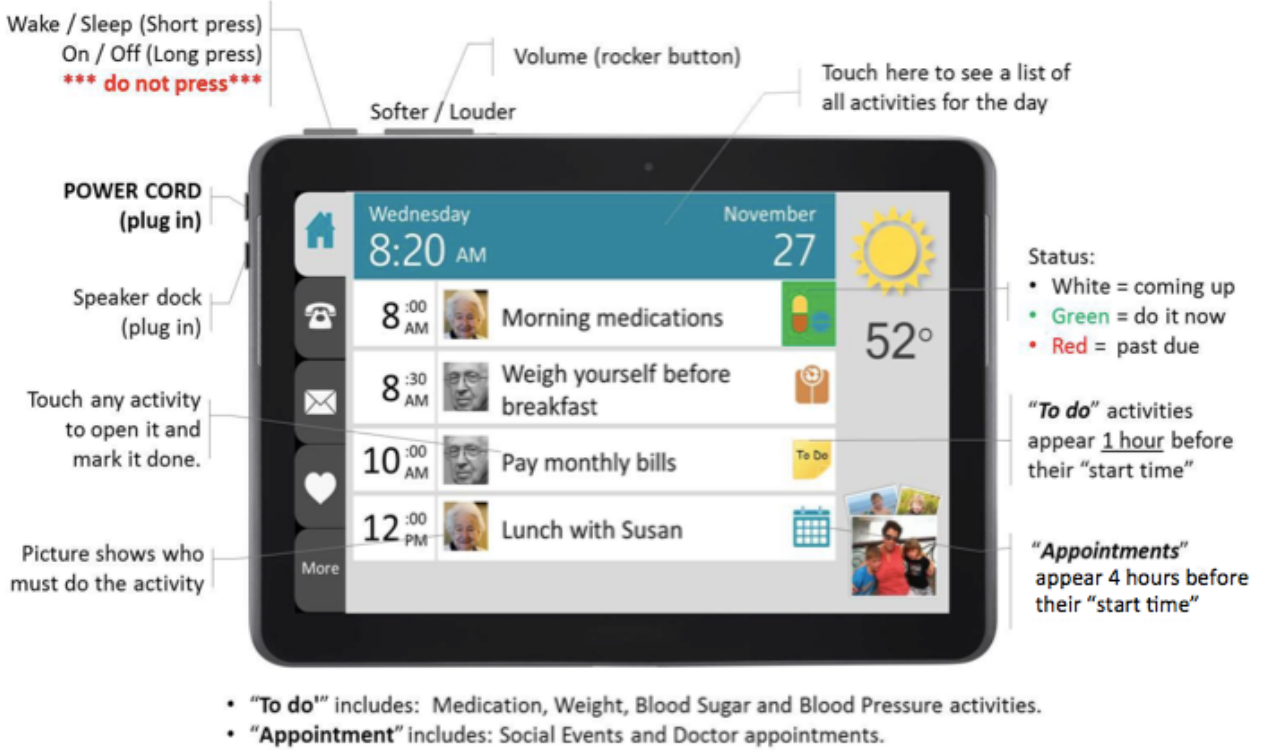 Wake / Sleep (Short press)
On / Off (Long press)
*** do not press***
Volume (rocker button)
Softer / Louder
Touch here to see a list of
all activities for the day
POWER CORD
(plug in)
Speaker dock
(plug in)
Touch any activity
to open it and
mark it done.
Picture shows who
must do the activity
Wednesday
November
8:20 AM
27
8 :00 AM
Morning medications
8 :30 AM
Weigh yourself before
breakfast
10 :00 AM
Pay monthly bills
To Do
12 :00 PM
Lunch with Susan
More
52°
Status:
• White = coming up
• Green = do it now
• Red = past due
“To do” activities
appear 1 hour before
their “start time”
“Appointments”
appear 4 hours before
their “start time”
• “To do'” includes: Medication, Weight, Blood Sugar and Blood Pressure activities.
• “Appointment” includes: Social Events and Doctor appointments.